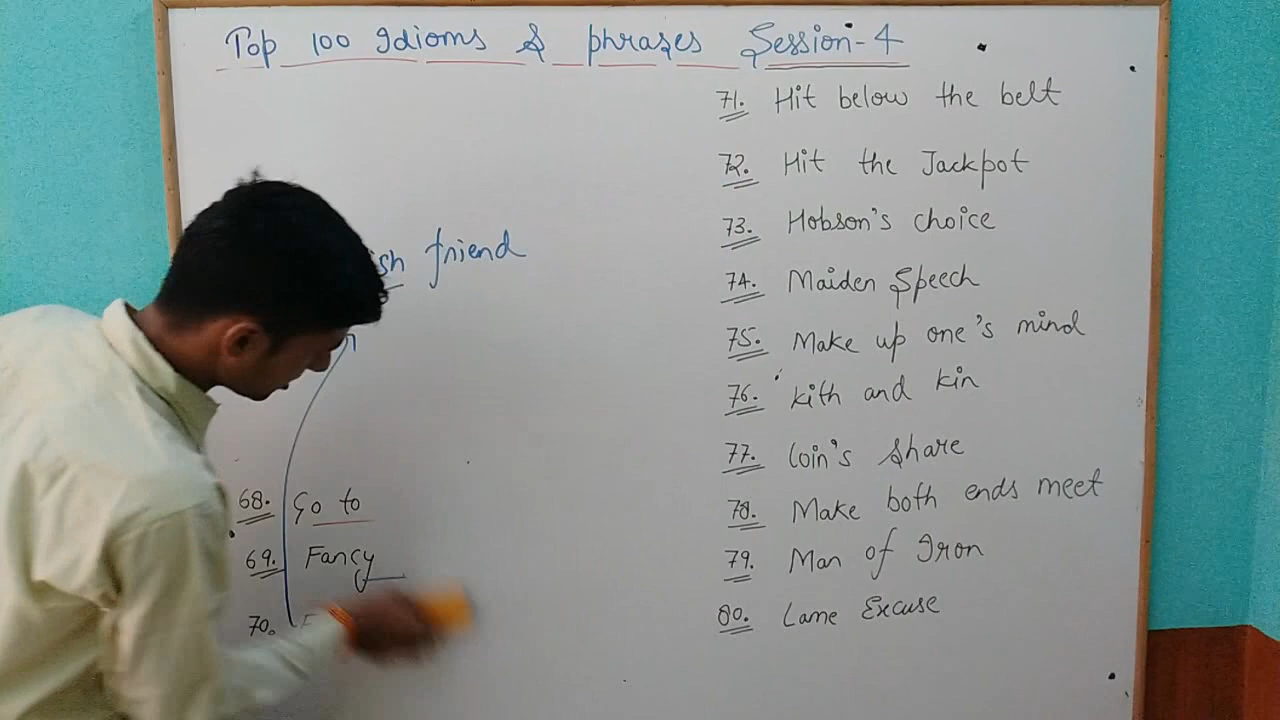 Top 100 Idioms & phrases Session-4
ish friend
68. Go to
69. Fancy
70.
71. Hit below the belt
72. Hit the Jackpot
73. Hobson's choice
74. Maiden Speech
75. Make up one's mind
76. kith and kin
77. Loin's share
78. Make both ends meet
79. Man of Iron
80. Lame Excuse